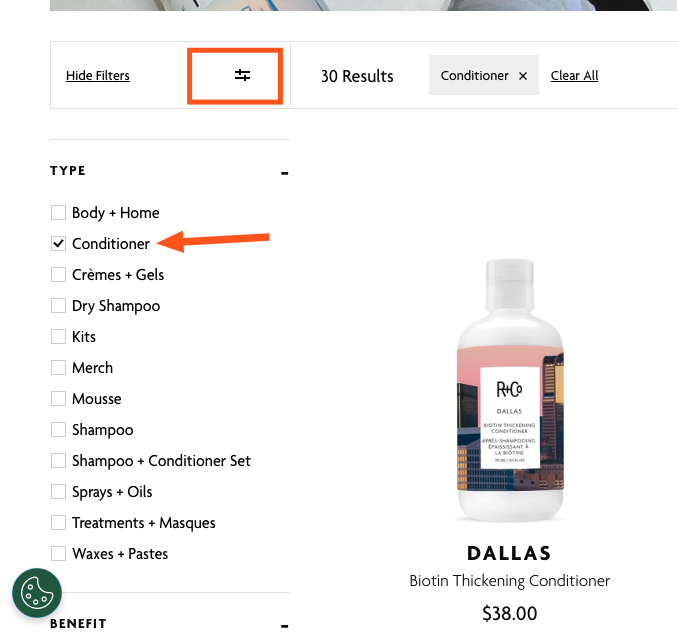 Hide Filters
30 Results
Conditioner ×
Clear All
TYPE -
Body + Home
Conditioner
Crèmes + Gels
Dry Shampoo
Kits
Merch
Mousse
Shampoo
Shampoo + Conditioner Set
Sprays + Oils
Treatments + Masques
Waxes + Pastes
BENEFIT -
R+Co
DALLAS
BIOTIN THICKENING
CONDITIONER
APRÈS-SHAMPOOING
ÉPAISSISSANT À
LA BIOTINE
DALLAS
Biotin Thickening Conditioner
$38.00